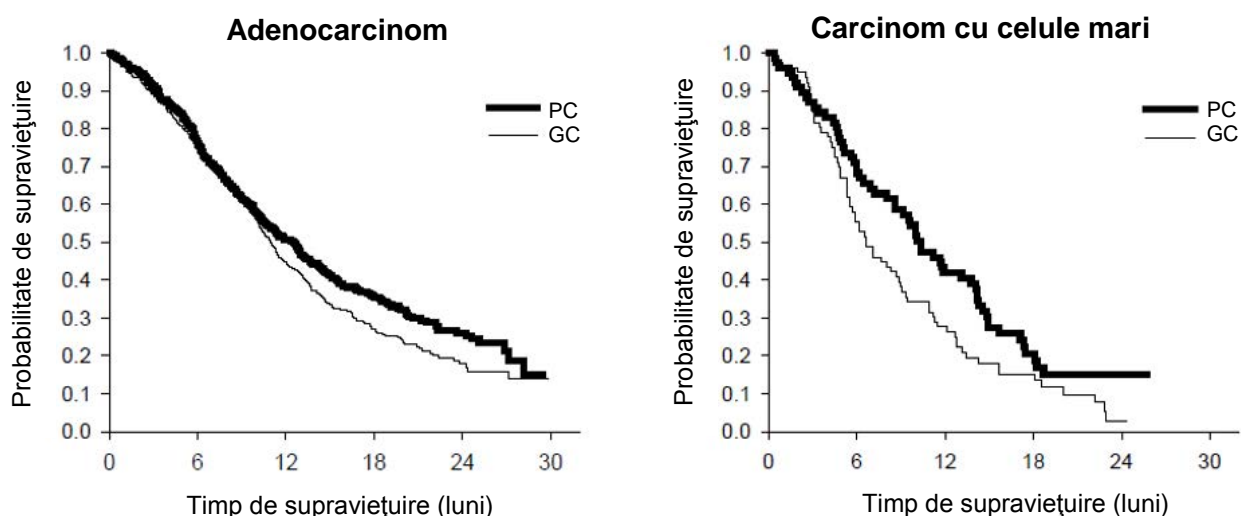 Adenocarcinom
Probabilitate de supravieţuire
1.0
0.9
0.8
0.7
0.6
0.5
0.4
0.3
0.2
0.1
0.0
PC
GC
0 6 12 18 24 30
Timp de supravieţuire (luni)
Carcinom cu celule mari
Probabilitate de supravieţuire
1.0
0.9
0.8
0.7
0.6
0.5
0.4
0.3
0.2
0.1
0.0
PC
GC
0 6 12 18 24 30
Timp de supravieţuire (luni)